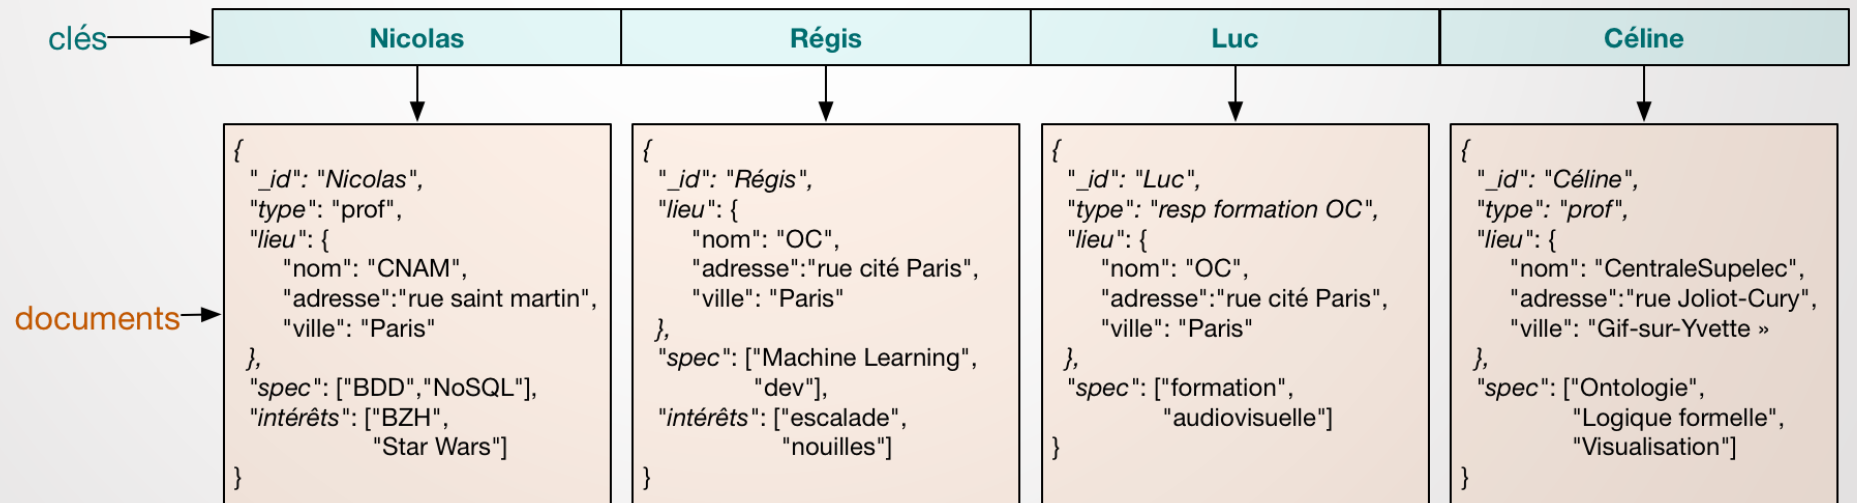 clés
Nicolas
Régis
Luc
Céline
documents
{
"_id": "Nicolas",
"type": "prof",
"lieu": {
"nom": "CNAM",
"adresse":"rue saint martin",
"ville": "Paris"
},
"spec": ["BDD","NoSQL"],
"intérêts": ["BZH",
"Star Wars"]
}
{
"_id": "Régis",
"lieu": {
"nom": "OC",
"adresse":"rue cité Paris",
"ville": "Paris"
},
"spec": ["Machine Learning",
"dev"],
"intérêts": ["escalade",
"nouilles"]
}
{
"_id": "Luc",
"type": "resp formation OC",
"lieu": {
"nom": "OC",
"adresse":"rue cité Paris",
"ville": "Paris"
},
"spec": ["formation",
"audiovisuelle"]
}
{
"_id": "Céline",
"type": "prof",
"lieu": {
"nom": "CentraleSupelec",
"adresse":"rue Joliot-Cury",
"ville": "Gif-sur-Yvette »
},
"spec": ["Ontologie",
"Logique formelle",
"Visualisation"]
}